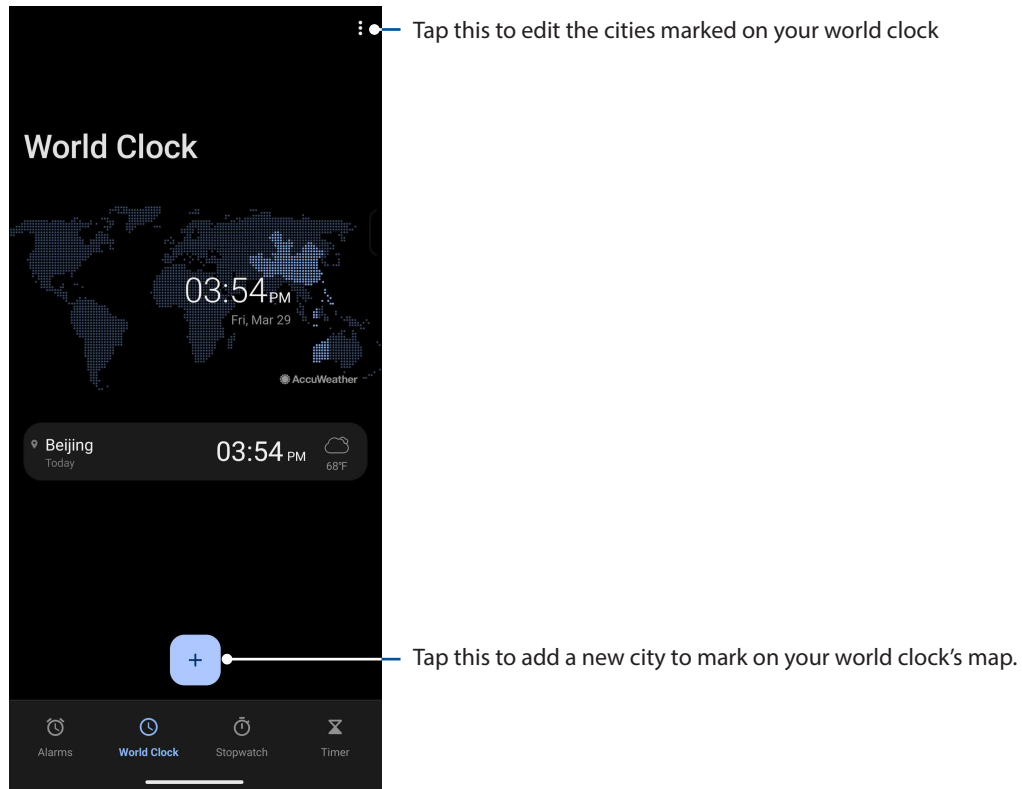 Tap this to edit the cities marked on your world clock
World Clock
03:54 PM
Fri, Mar 29
AccuWeather
Beijing 03:54 PM
Today 68°F
Tap this to add a new city to mark on your world clock’s map.
+
Alarms World Clock Stopwatch Timer